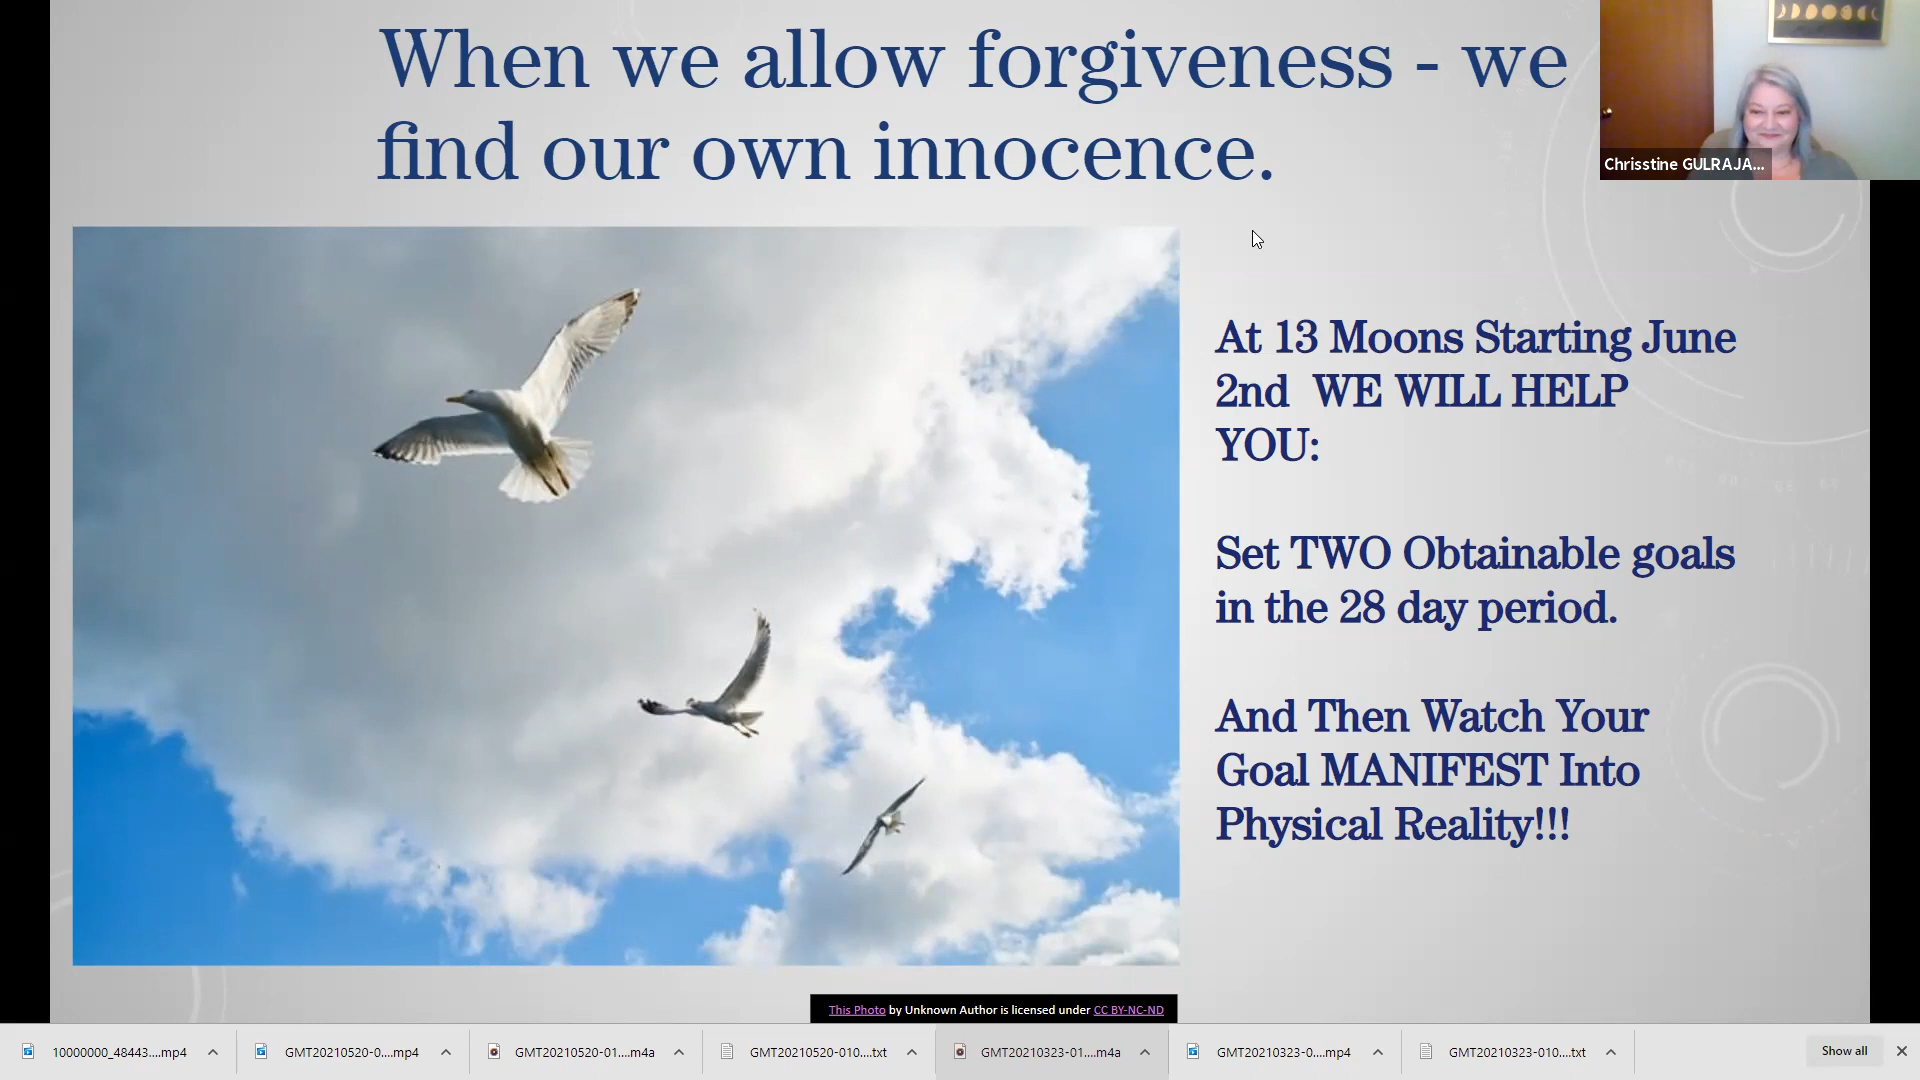 When we allow forgiveness - we
find our own innocence.
Chrisstine GULRAJA...
At 13 Moons Starting June
2nd WE WILL HELP
YOU:
Set TWO Obtainable goals
in the 28 day period.
And Then Watch Your
Goal MANIFEST Into
Physical Reality!!!
This Photo by Unknown Author is licensed under CC BY-NC-ND
10000000_48443....mp4
GMT20210520-0....mp4
GMT20210520-01....m4a
GMT20210520-010....txt
GMT20210323-01....m4a
GMT20210323-0....mp4
GMT20210323-010....txt
Show all